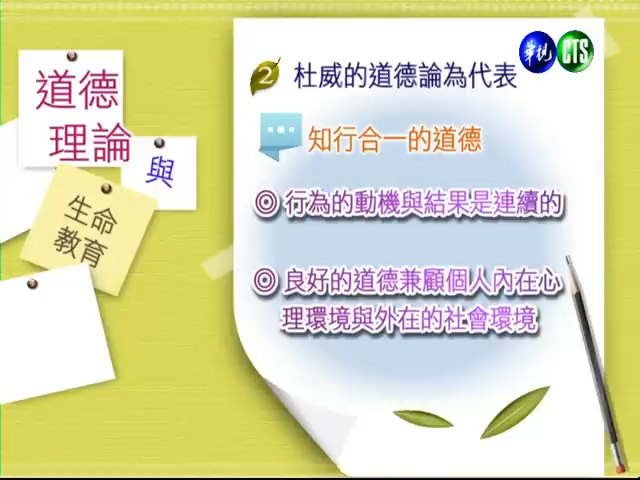 道德
理論
與
生命
教育
華視 CTS
2 杜威的道德論為代表
知行合一的道德
◎ 行為的動機與結果是連續的
◎ 良好的道德兼顧個人內在心
理環境與外在的社會環境